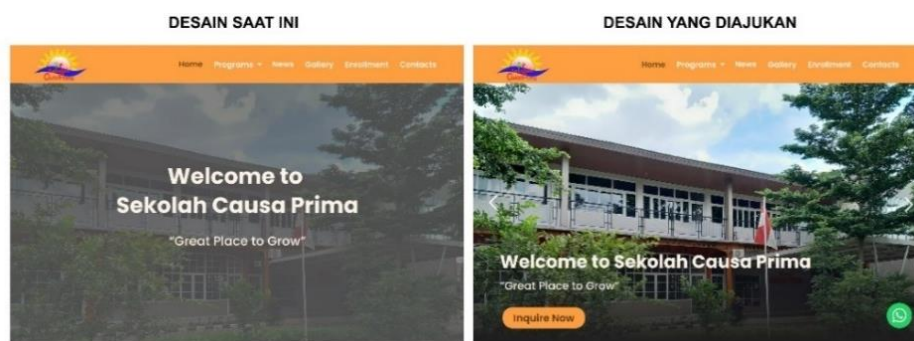 DESAIN SAAT INI
Home Programs News Gallery Enrollment Contacts
Welcome to
Sekolah Causa Prima
"Great Place to Grow"
DESAIN YANG DIAJUKAN
Home Programs News Gallery Enrollment Contacts
Welcome to Sekolah Causa Prima
"Great Place to Grow"
Inquire Now